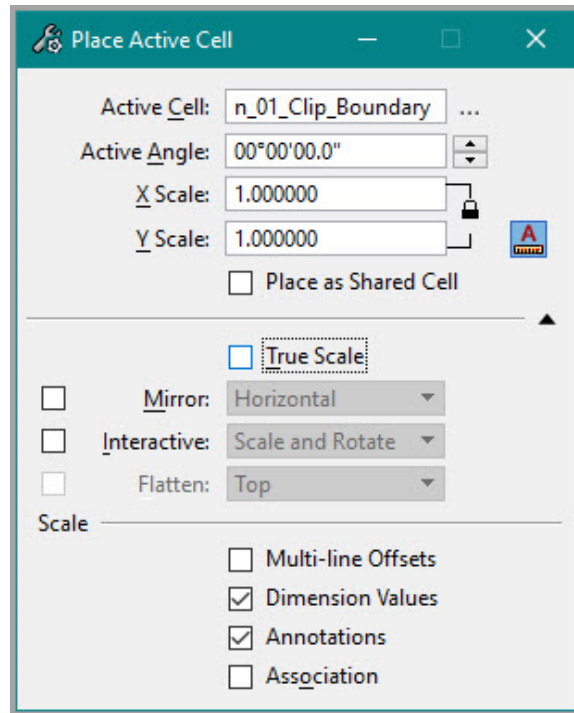 Place Active Cell
Active Cell: n_01_Clip_Boundary ...
Active Angle: 00°00'00.0"
X Scale: 1.000000
Y Scale: 1.000000 A
Place as Shared Cell
True Scale
Mirror: Horizontal
Interactive: Scale and Rotate
Flatten: Top
Scale
Multi-line Offsets
Dimension Values
Annotations
Association